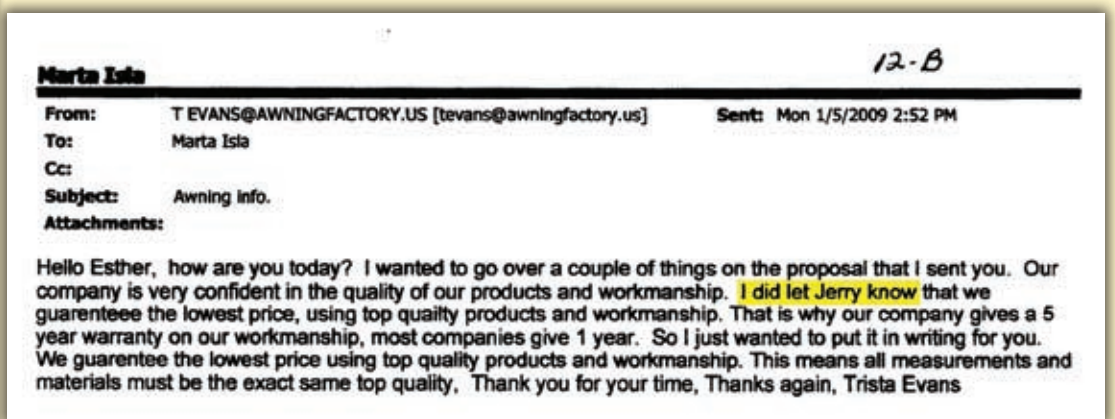 12-B
Marta Isla
From: T EVANS@AWNINGFACTORY.US [tevans@awningfactory.us] Sent: Mon 1/5/2009 2:52 PM
To: Marta Isla
Cc:
Subject: Awning info.
Attachments:
Hello Esther, how are you today? I wanted to go over a couple of things on the proposal that I sent you. Our
company is very confident in the quality of our products and workmanship. I did let Jerry know that we
guarenteee the lowest price, using top quailty products and workmanship. That is why our company gives a 5
year warranty on our workmanship, most companies give 1 year. So I just wanted to put it in writing for you.
We guarentee the lowest price using top quality products and workmanship. This means all measurements and
materials must be the exact same top quality, Thank you for your time, Thanks again, Trista Evans